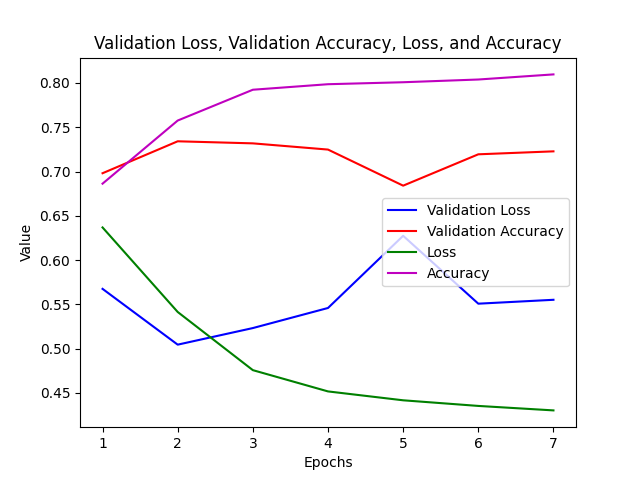 Validation Loss, Validation Accuracy, Loss, and Accuracy
0.80
0.75
0.70
0.65
0.60
0.55
0.50
0.45
Value
Validation Loss
Validation Accuracy
Loss
Accuracy
1 2 3 4 5 6 7
Epochs